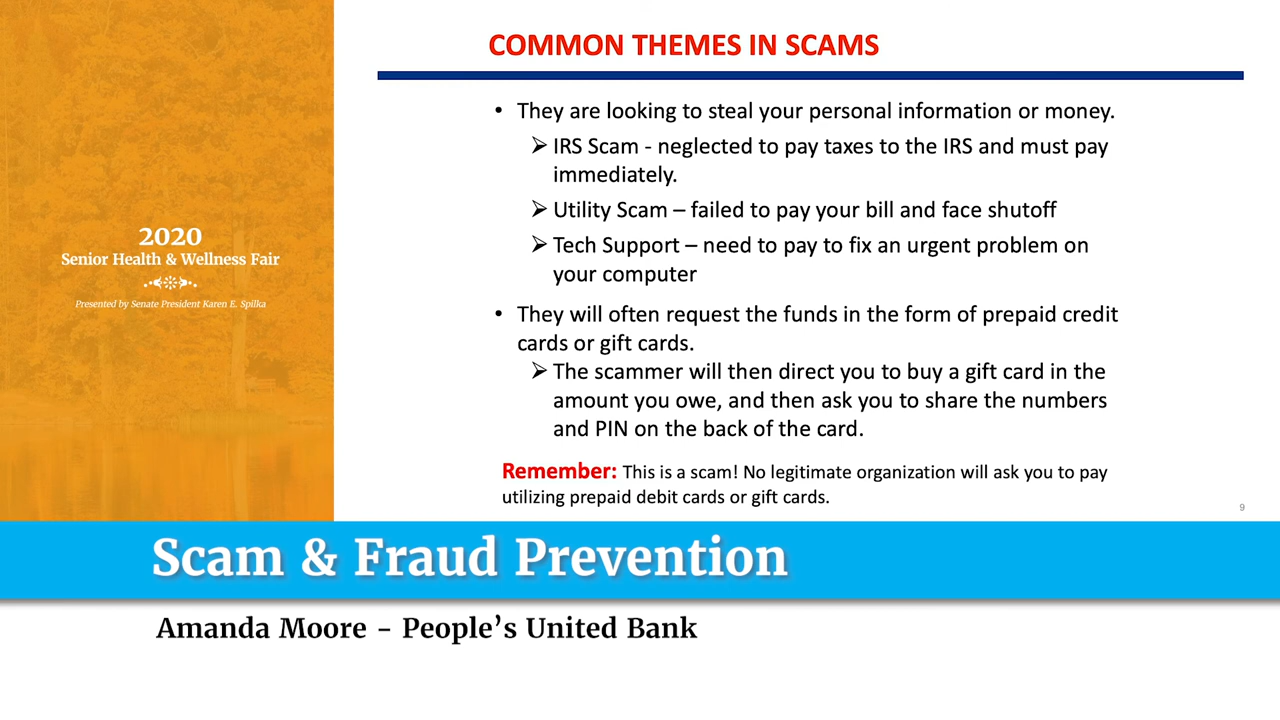 2020
Senior Health & Wellness Fair
Presented by Senate President Karen E. Spilka
COMMON THEMES IN SCAMS
• They are looking to steal your personal information or money.
➢ IRS Scam - neglected to pay taxes to the IRS and must pay
immediately.
➢ Utility Scam – failed to pay your bill and face shutoff
➢ Tech Support – need to pay to fix an urgent problem on
your computer
• They will often request the funds in the form of prepaid credit
cards or gift cards.
➢ The scammer will then direct you to buy a gift card in the
amount you owe, and then ask you to share the numbers
and PIN on the back of the card.
Remember: This is a scam! No legitimate organization will ask you to pay
utilizing prepaid debit cards or gift cards.
9
Scam & Fraud Prevention
Amanda Moore - People’s United Bank